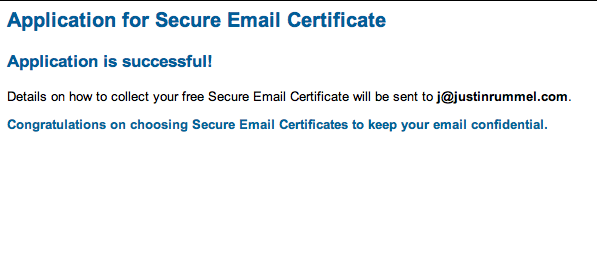 Application for Secure Email Certificate
Application is successful!
Details on how to collect your free Secure Email Certificate will be sent to j@justinrummel.com.
Congratulations on choosing Secure Email Certificates to keep your email confidential.